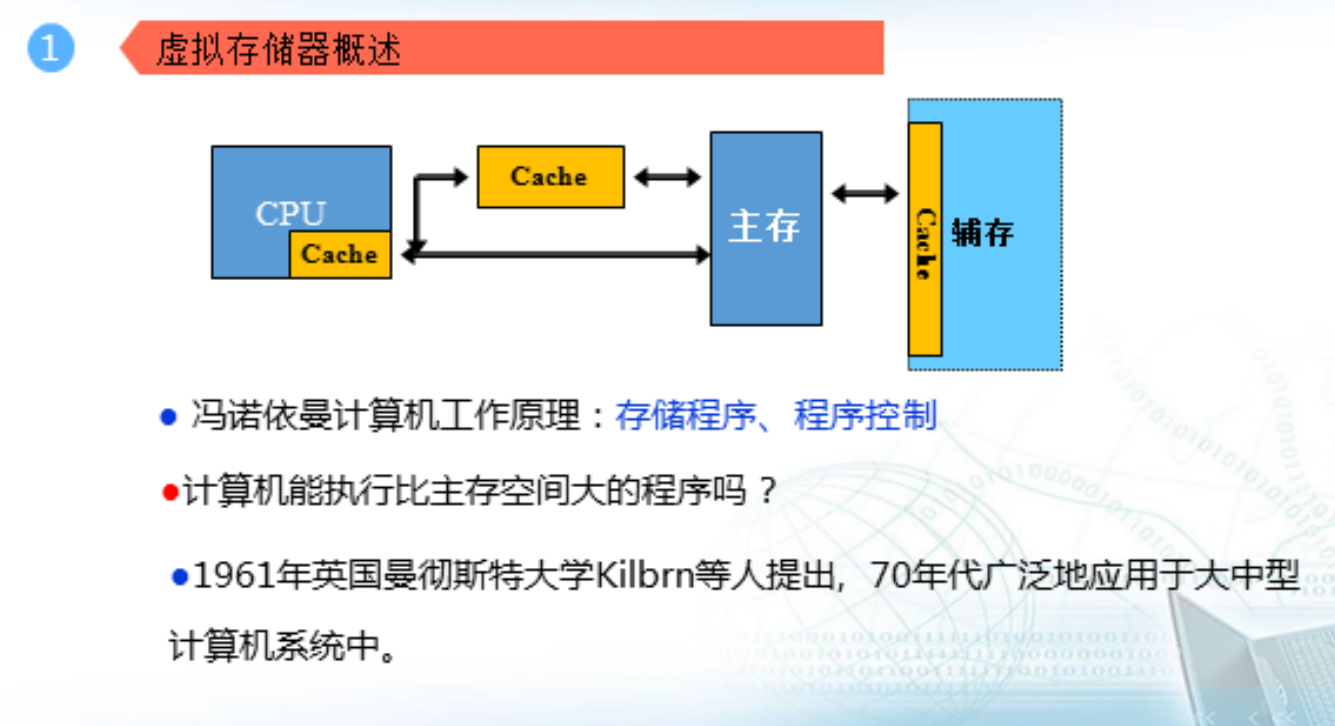 1
虚拟存储器概述
CPU
Cache
Cache
主存
Cache
辅存
● 冯诺依曼计算机工作原理：存储程序、程序控制
●计算机能执行比主存空间大的程序吗？
●1961年英国曼彻斯特大学Kilbrn等人提出，70年代广泛地应用于大中型
计算机系统中。